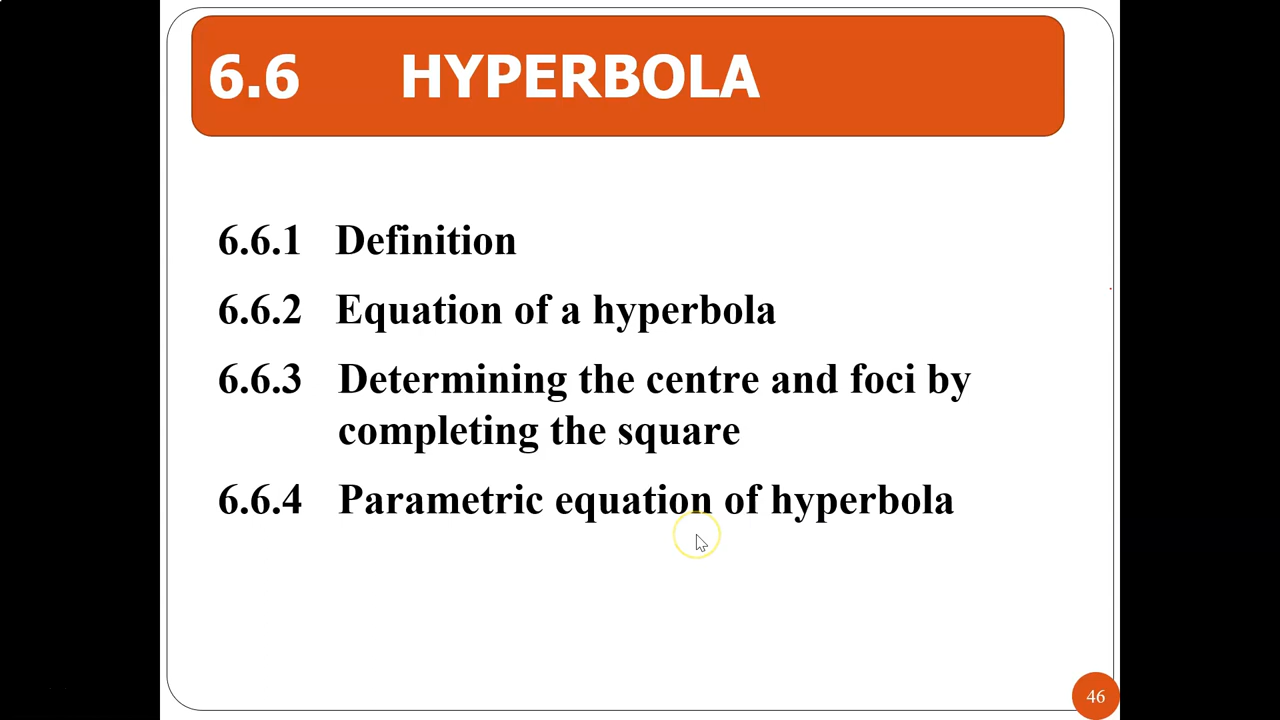 6.6 HYPERBOLA
6.6.1 Definition
6.6.2 Equation of a hyperbola
6.6.3 Determining the centre and foci by
completing the square
6.6.4 Parametric equation of hyperbola
46